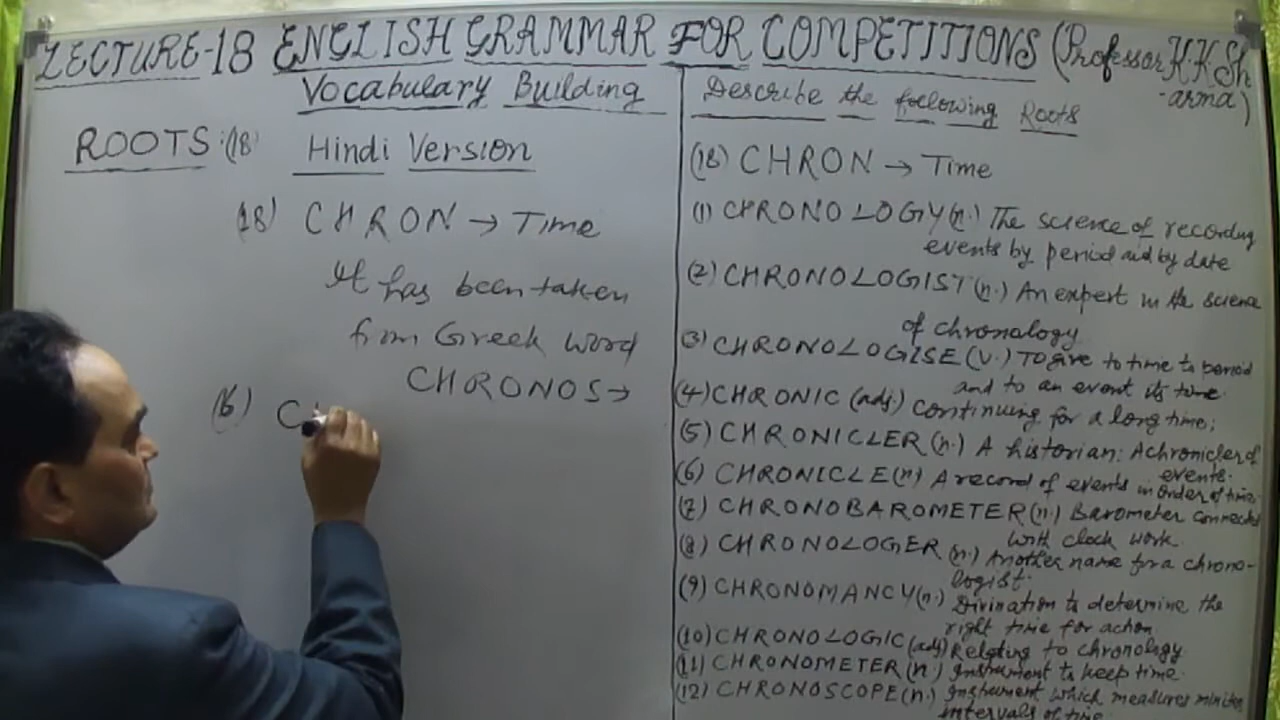 LECTURE-18 ENGLISH GRAMMAR FOR COMPETITIONS (Professor K.K.Sh
-arma)
Vocabulary Building
ROOTS:(18) Hindi Version
(18) CHRON → Time
It has been taken
from Greek word
CHRONOS →
(6) C
Describe the following Roots
(18) CHRON → Time
(1) CHRONOLOGY (n.) The science of recording
events by period and by date
(2) CHRONOLOGIST (n.) An expert in the science
of chronalogy
(3) CHRONOLOGISE (V.) To give to time to period
and to an event its time.
(4) CHRONIC (adj.) continuing for a long time;
(5) CHRONICLER (n.) A historian: A chronicler of
events.
(6) CHRONICLE (n) A record of events in order of time.
(7) CHRONOBAROMETER (n.) Barometer connected
with clock work.
(8) CHRONOLOGER (n.) Another name for a chrono-
logist.
(9) CHRONOMANCY (n.) Divination to determine the
right time for action
(10) CHRONOLOGIC (adj) Relating to chronology
(11) CHRONOMETER (n.) Instrument to keep time.
(12) CHRONOSCOPE (n.) Instrument which measures minutes
intervals of time